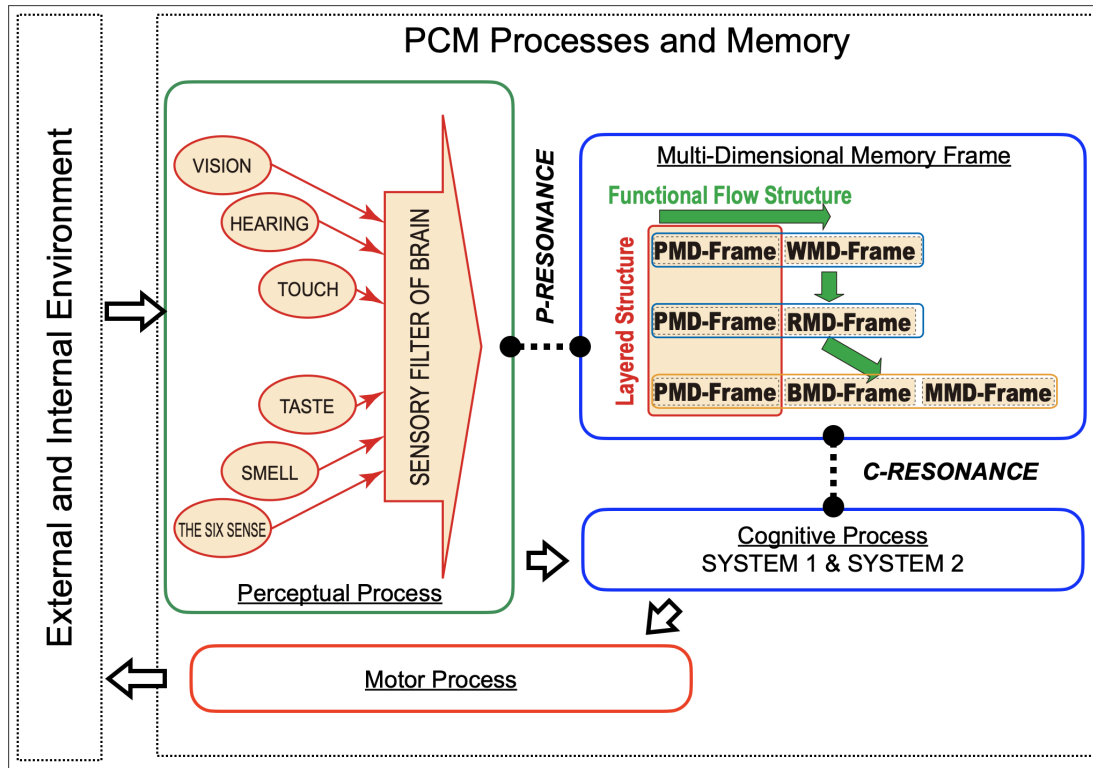 PCM Processes and Memory
External and Internal Environment
VISION
HEARING
TOUCH
TASTE
SMELL
THE SIX SENSE
SENSORY FILTER OF BRAIN
Perceptual Process
P-RESONANCE
Multi-Dimensional Memory Frame
Functional Flow Structure
Layered Structure
PMD-Frame WMD-Frame
PMD-Frame RMD-Frame
PMD-Frame BMD-Frame MMD-Frame
C-RESONANCE
Cognitive Process
SYSTEM 1 & SYSTEM 2
Motor Process